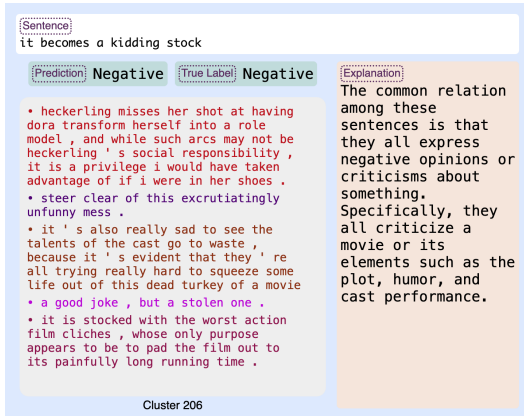 Sentence
it becomes a kidding stock
Prediction Negative True Label Negative
• heckerling misses her shot at having
dora transform herself into a role
model , and while such arcs may not be
heckerling ' s social responsibility ,
it is a privilege i would have taken
advantage of if i were in her shoes .
• steer clear of this excrutiatingly
unfunny mess .
• it ' s also really sad to see the
talents of the cast go to waste ,
because it ' s evident that they ' re
all trying really hard to squeeze some
life out of this dead turkey of a movie
• a good joke , but a stolen one .
• it is stocked with the worst action
film cliches , whose only purpose
appears to be to pad the film out to
its painfully long running time .
Cluster 206
Explanation
The common relation
among these
sentences is that
they all express
negative opinions or
criticisms about
something.
Specifically, they
all criticize a
movie or its
elements such as the
plot, humor, and
cast performance.